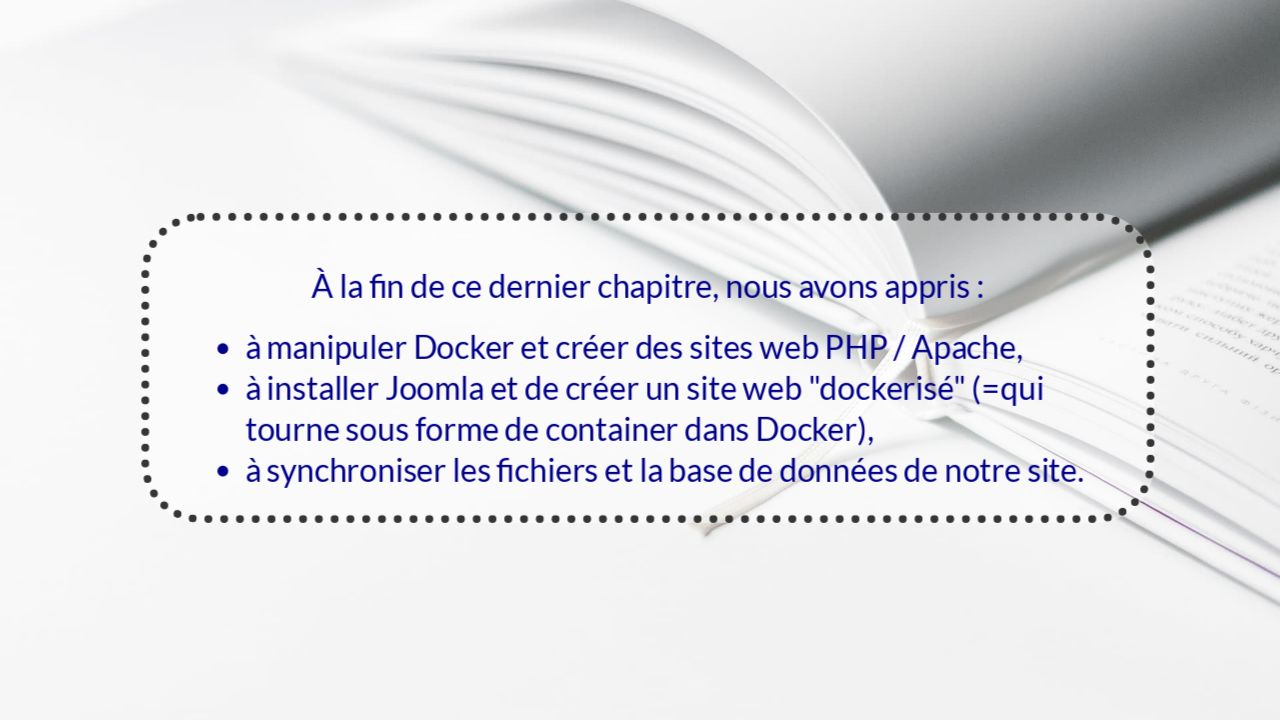 À la fin de ce dernier chapitre, nous avons appris :
• à manipuler Docker et créer des sites web PHP / Apache,
• à installer Joomla et de créer un site web "dockerisé" (=qui
tourne sous forme de container dans Docker),
• à synchroniser les fichiers et la base de données de notre site.